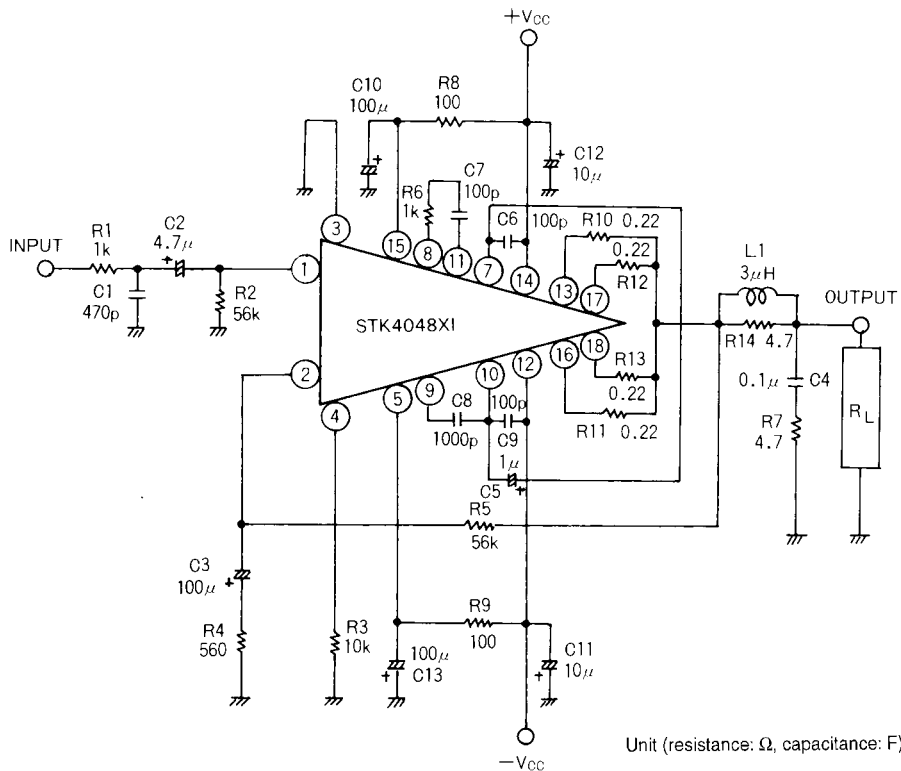 +VCC
C10
100μ
R8
100
C12
10μ
C7
100p
R6
1k
C6
100p
R10 0.22
0.22
R12
3
15
8
11
7
14
13
17
L1
3μH
INPUT
R1
1k
C2
4.7μ
1
C1
470p
R2
56k
STK4048XI
OUTPUT
R14 4.7
2
4
5
9
10
12
16
18
R13
0.22
R11 0.22
0.1μ
C4
R7
4.7
RL
C8
1000p
100p
C9
1μ
C5
R5
56k
C3
100μ
R4
560
R3
10k
R9
100
100μ
C13
C11
10μ
−VCC
Unit (resistance: Ω, capacitance: F)